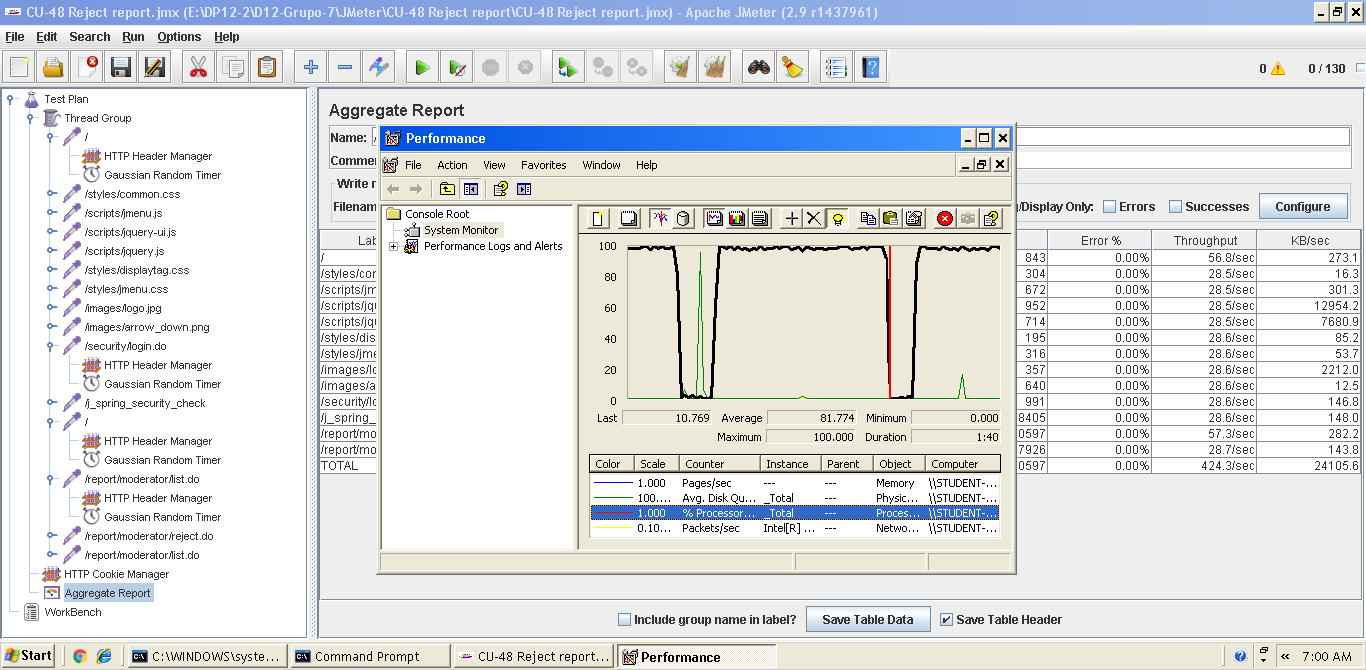 CU-48 Reject report.jmx (E:\DP12-2\D12-Grupo-7\JMeter\CU-48 Reject report\CU-48 Reject report.jmx) - Apache JMeter (2.9 r1437961)
File Edit Search Run Options Help
0 0 / 130
Test Plan
Thread Group
/
HTTP Header Manager
Gaussian Random Timer
/styles/common.css
/scripts/jmenu.js
/scripts/jquery-ui.js
/scripts/jquery.js
/styles/displaytag.css
/styles/jmenu.css
/images/logo.jpg
/images/arrow_down.png
/security/login.do
HTTP Header Manager
Gaussian Random Timer
/j_spring_security_check
/
HTTP Header Manager
Gaussian Random Timer
/report/moderator/list.do
HTTP Header Manager
Gaussian Random Timer
/report/moderator/reject.do
/report/moderator/list.do
HTTP Cookie Manager
Aggregate Report
WorkBench
Aggregate Report
Name:
Comme
Write r
Filenam
g/Display Only: Errors Successes Configure
Lab Error % Throughput KB/sec
/ 843 0.00% 56.8/sec 273.1
/styles/cor 304 0.00% 28.5/sec 16.3
/scripts/jm 672 0.00% 28.5/sec 301.3
/scripts/jqu 952 0.00% 28.5/sec 12954.2
/scripts/jqu 714 0.00% 28.5/sec 7680.9
/styles/dis 195 0.00% 28.6/sec 85.2
/styles/jme 316 0.00% 28.6/sec 53.7
/images/lo 357 0.00% 28.6/sec 2212.0
/images/a 640 0.00% 28.6/sec 12.5
/security/lo 991 0.00% 28.6/sec 146.8
/j_spring_ 8405 0.00% 28.6/sec 148.0
/report/mo 0597 0.00% 57.3/sec 282.2
/report/mo 7926 0.00% 28.7/sec 143.8
TOTAL 0597 0.00% 424.3/sec 24105.6
Include group name in label? Save Table Data Save Table Header
Performance
File Action View Favorites Window Help
Console Root
System Monitor
Performance Logs and Alerts
100
80
60
40
20
0
Last 10.769 Average 81.774 Minimum 0.000
Maximum 100.000 Duration 1:40
Color Scale Counter Instance Parent Object Computer
1.000 Pages/sec --- --- Memory \\STUDENT-...
100.... Avg. Disk Qu... _Total --- Physic... \\STUDENT-...
1.000 % Processor... _Total --- Proces... \\STUDENT-...
0.10... Packets/sec Intel[R] ... --- Netwo... \\STUDENT-...
Start C:\WINDOWS\syste... Command Prompt CU-48 Reject report.... Performance « 7:00 AM